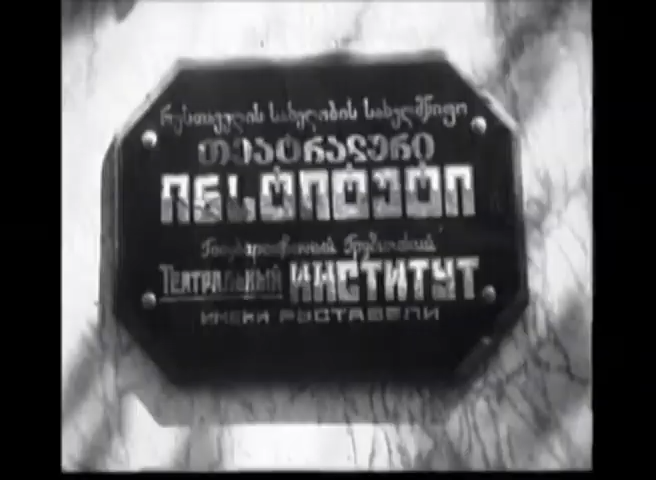 რუსთაველის სახელობის სახელმწიფო
თეატრალური
ინსტიტუტი
Государственный Грузинский
Театральный ИНСТИТУТ
ИМЕНИ РУСТАВЕЛИ